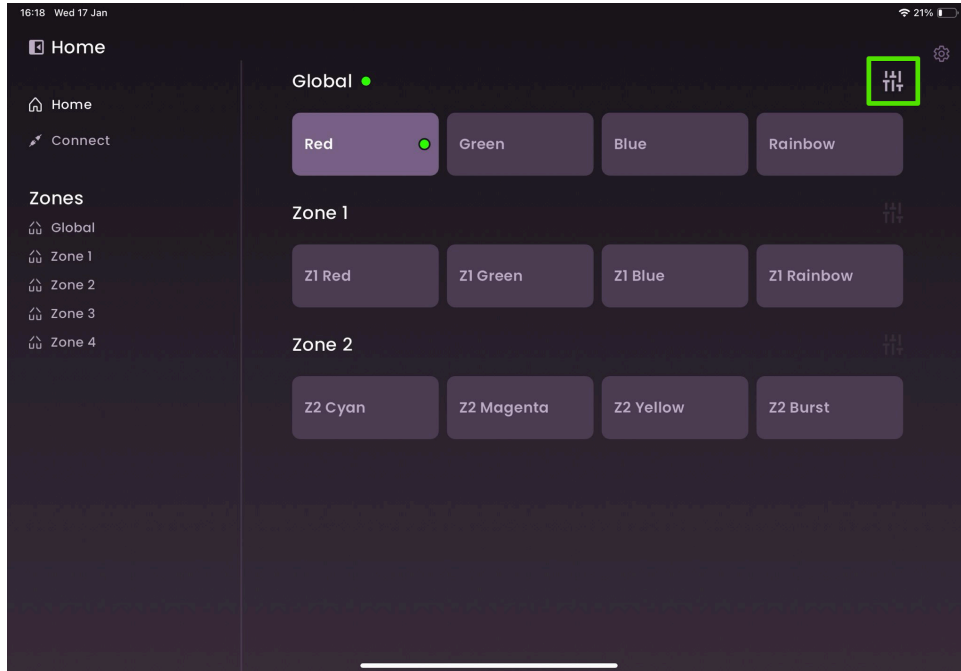 16:18 Wed 17 Jan
21%
Home
Home
Connect
Zones
Global
Zone 1
Zone 2
Zone 3
Zone 4
Global
Red
Green
Blue
Rainbow
Zone 1
Z1 Red
Z1 Green
Z1 Blue
Z1 Rainbow
Zone 2
Z2 Cyan
Z2 Magenta
Z2 Yellow
Z2 Burst